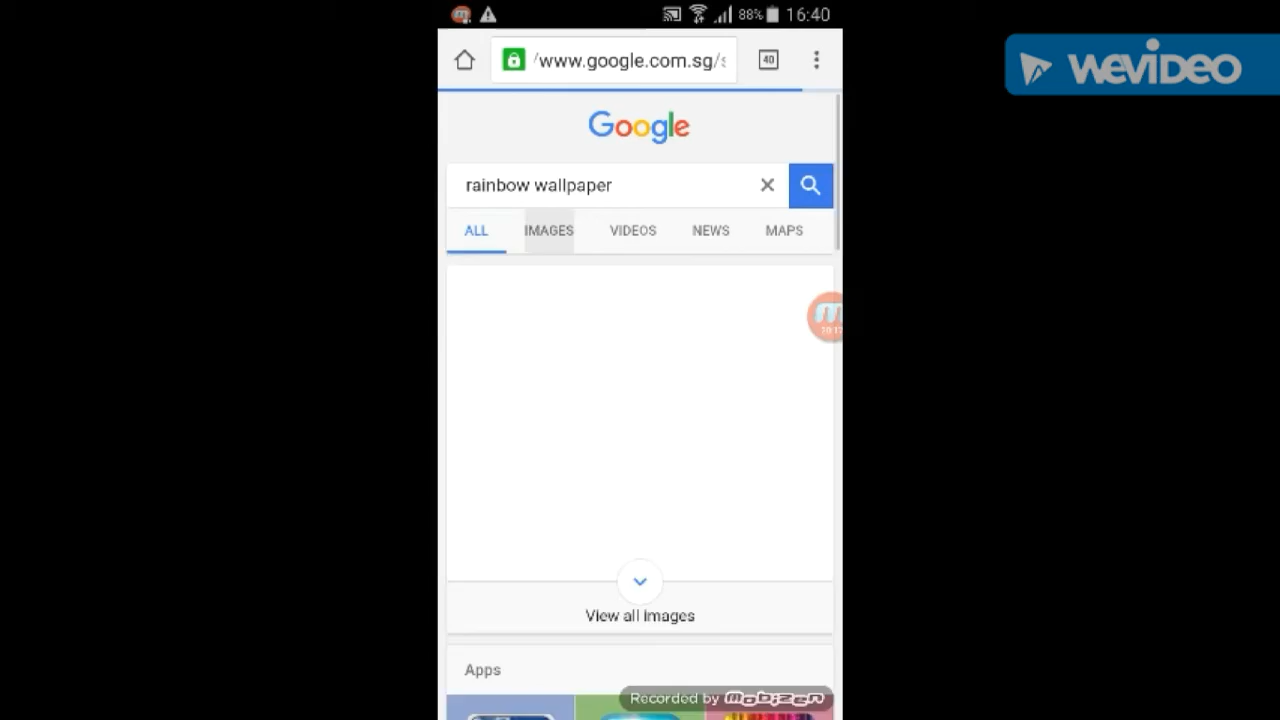 88% 16:40
/www.google.com.sg/s
40
WEVIDEO
Google
rainbow wallpaper
ALL IMAGES VIDEOS NEWS MAPS
View all images
Apps
Recorded by mobizen